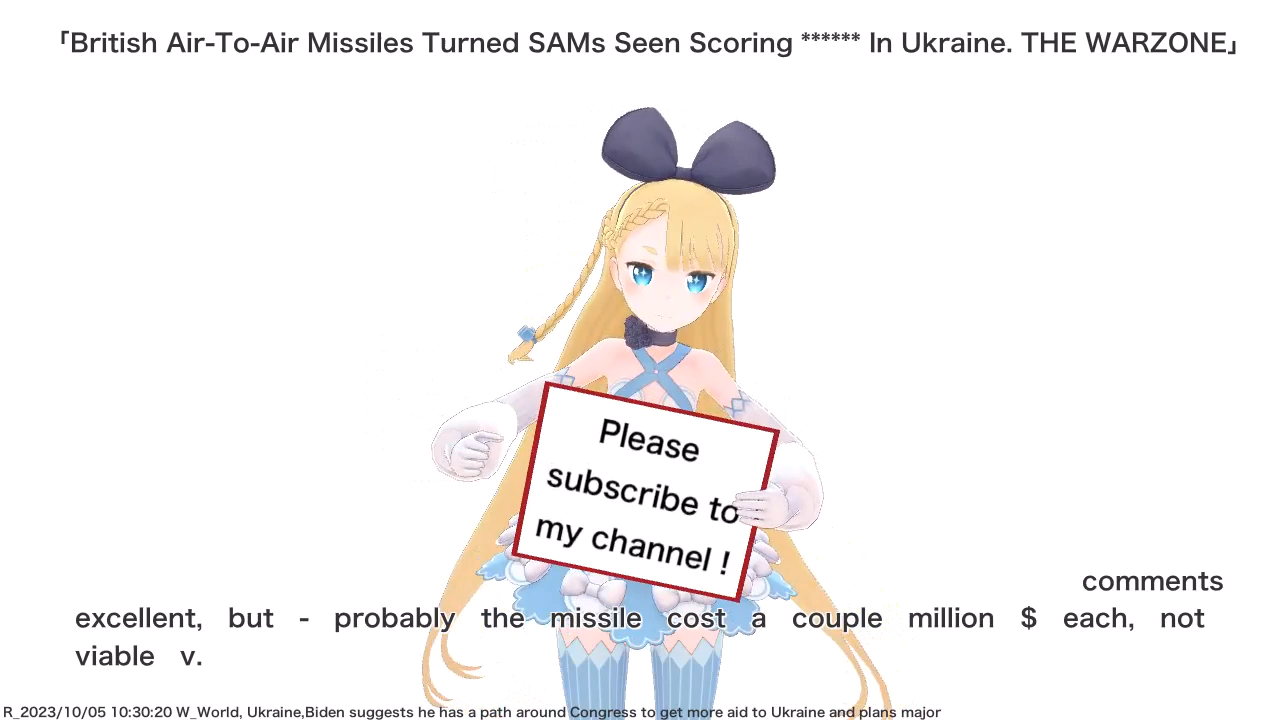 「British Air-To-Air Missiles Turned SAMs Seen Scoring ****** In Ukraine. THE WARZONE」
Please
subscribe to
my channel !
comments
excellent, but - probably the missile cost a couple million $ each, not
viable v.
R_2023/10/05 10:30:20 W_World, Ukraine,Biden suggests he has a path around Congress to get more aid to Ukraine and plans major